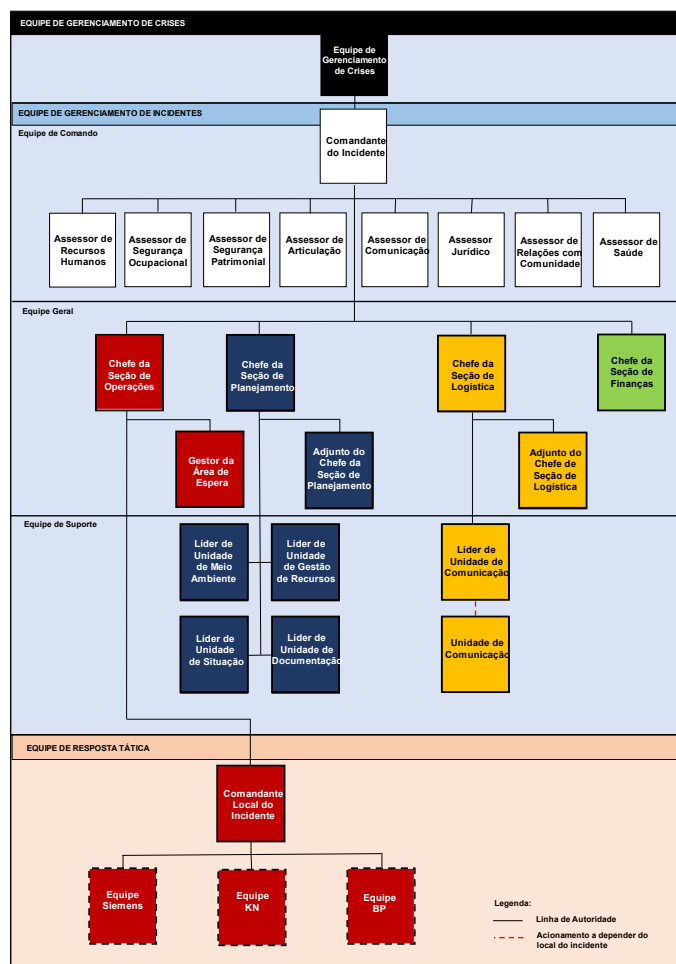 EQUIPE DE GERENCIAMENTO DE CRISES
Equipe de
Gerenciamento
de Crises
EQUIPE DE GERENCIAMENTO DE INCIDENTES
Equipe de Comando
Comandante
do Incidente
Assessor de
Recursos
Humanos
Assessor de
Segurança
Ocupacional
Assessor de
Segurança
Patrimonial
Assessor de
Articulação
Assessor de
Comunicação
Assessor
Jurídico
Assessor de
Relações com
Comunidade
Assessor de
Saúde
Equipe Geral
Chefe da
Seção de
Operações
Chefe da
Seção de
Planejamento
Chefe da
Seção de
Logística
Chefe da
Seção de
Finanças
Gestor da
Área de
Espera
Adjunto do
Chefe da
Seção de
Planejamento
Adjunto do
Chefe de
Seção de
Logística
Equipe de Suporte
Líder de
Unidade
de Meio
Ambiente
Líder de
Unidade
de Gestão
de Recursos
Líder de
Unidade de
Comunicação
Líder de
Unidade
de Situação
Líder de
Unidade de
Documentação
Unidade de
Comunicação
EQUIPE DE RESPOSTA TÁTICA
Comandante
Local do
Incidente
Equipe
Siemens
Equipe
KN
Equipe
BP
Legenda:
Linha de Autoridade
Acionamento a depender do
local do incidente